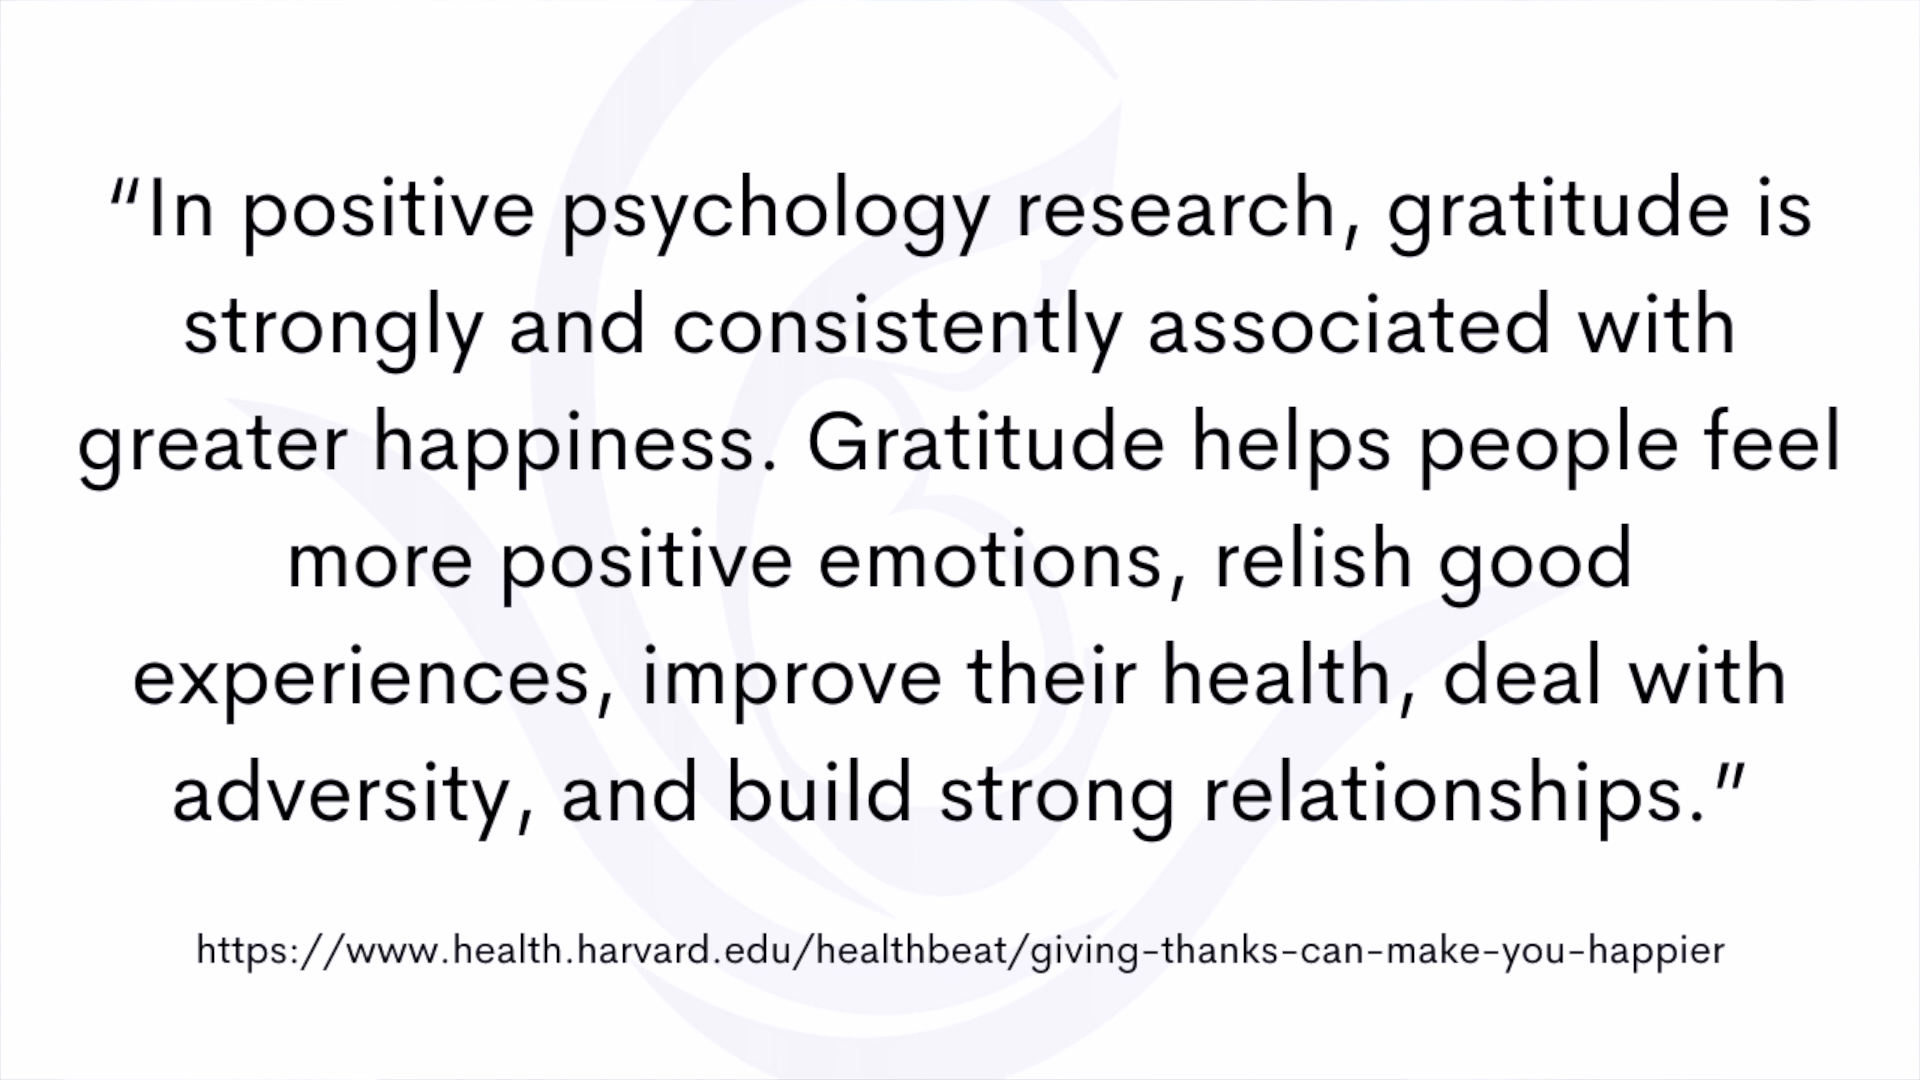 “In positive psychology research, gratitude is
strongly and consistently associated with
greater happiness. Gratitude helps people feel
more positive emotions, relish good
experiences, improve their health, deal with
adversity, and build strong relationships.”
https://www.health.harvard.edu/healthbeat/giving-thanks-can-make-you-happier